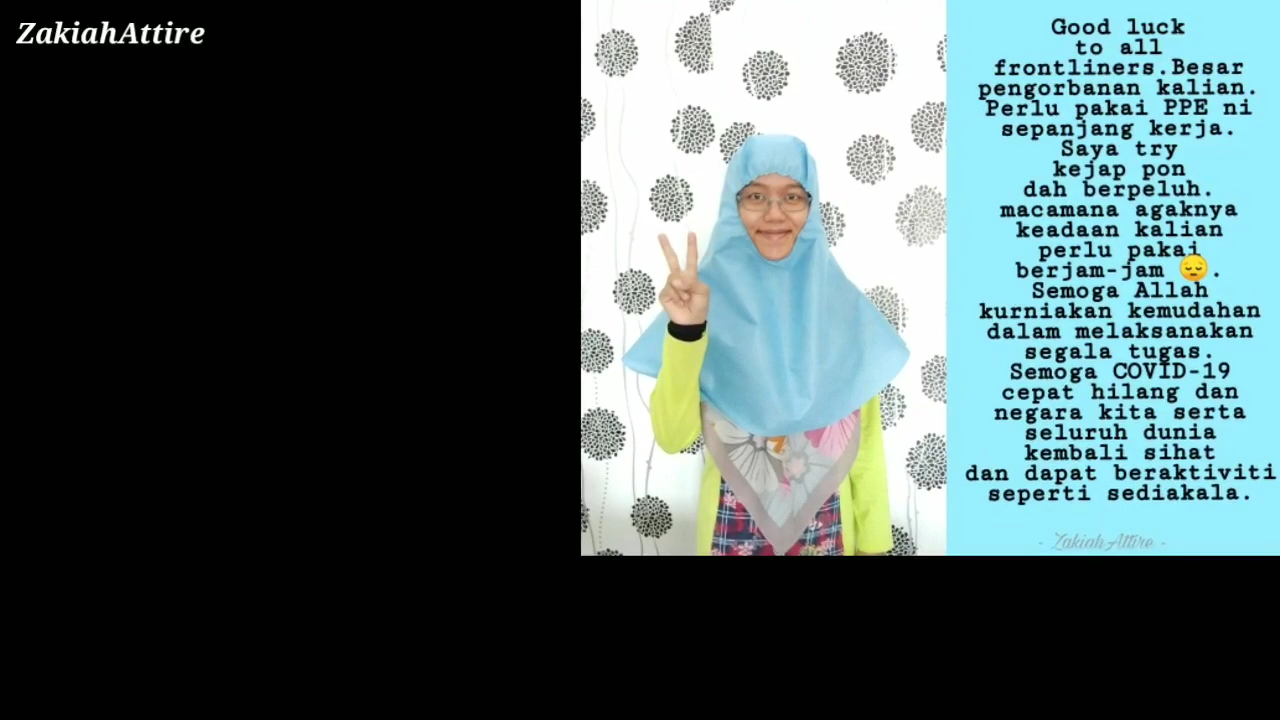 ZakiahAttire
Good luck
to all
frontliners.Besar
pengorbanan kalian.
Perlu pakai PPE ni
sepanjang kerja.
Saya try
kejap pon
dah berpeluh.
macamana agaknya
keadaan kalian
perlu pakai
berjam-jam 😔.
Semoga Allah
kurniakan kemudahan
dalam melaksanakan
segala tugas.
Semoga COVID-19
cepat hilang dan
negara kita serta
seluruh dunia
kembali sihat
dan dapat beraktiviti
seperti sediakala.
- ZakiahAttire -